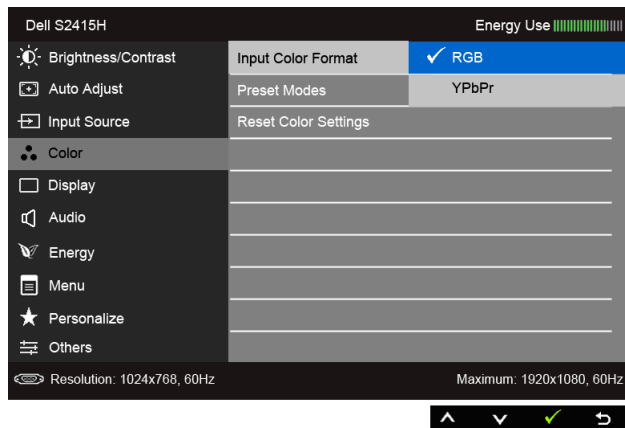 Dell S2415H
Energy Use
Brightness/Contrast
Input Color Format
RGB
Auto Adjust
Preset Modes
YPbPr
Input Source
Reset Color Settings
Color
Display
Audio
Energy
Menu
Personalize
Others
Resolution: 1024x768, 60Hz
Maximum: 1920x1080, 60Hz